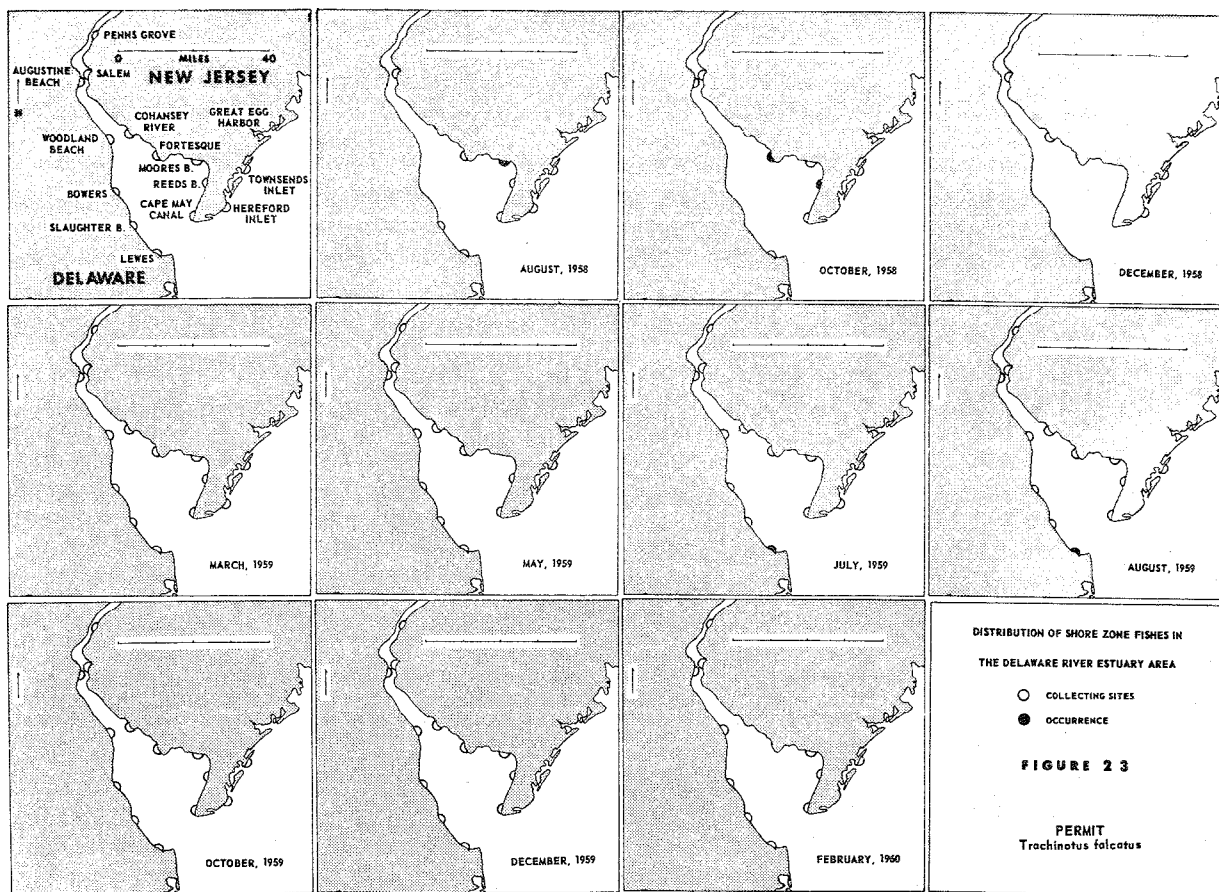 PENNS GROVE
0 MILES 40
AUGUSTINE
BEACH
SALEM
NEW JERSEY
COHANSEY
RIVER
GREAT EGG
HARBOR
WOODLAND
BEACH
FORTESQUE
MOORES B.
REEDS B.
TOWNSENDS
INLET
BOWERS
CAPE MAY
CANAL
HEREFORD
INLET
SLAUGHTER B.
LEWES
DELAWARE
AUGUST, 1958
OCTOBER, 1958
DECEMBER, 1958
MARCH, 1959
MAY, 1959
JULY, 1959
AUGUST, 1959
OCTOBER, 1959
DECEMBER, 1959
FEBRUARY, 1960
DISTRIBUTION OF SHORE ZONE FISHES IN
THE DELAWARE RIVER ESTUARY AREA
COLLECTING SITES
OCCURRENCE
FIGURE 23
PERMIT
Trachinotus falcatus